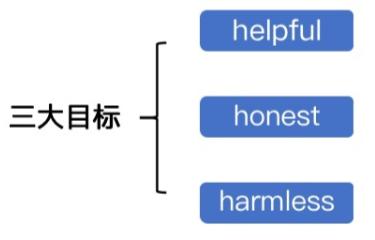 三大目标
helpful
honest
harmless